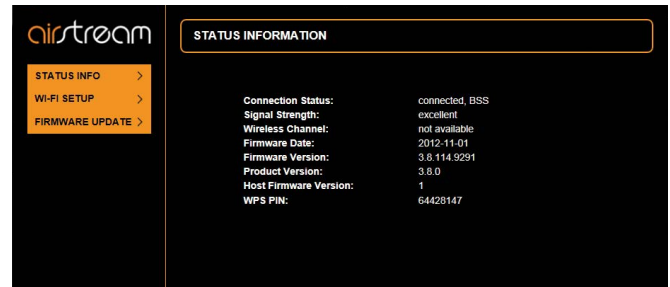 airstream
STATUS INFORMATION
STATUS INFO >
WI-FI SETUP >
FIRMWARE UPDATE >
Connection Status: connected, BSS
Signal Strength: excellent
Wireless Channel: not available
Firmware Date: 2012-11-01
Firmware Version: 3.8.114.9291
Product Version: 3.8.0
Host Firmware Version: 1
WPS PIN: 64428147